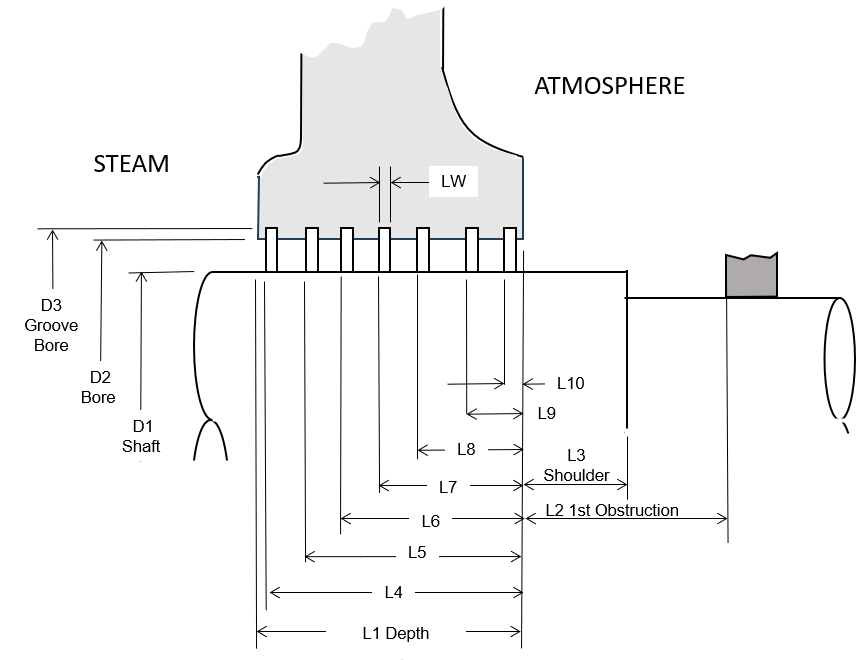 ATMOSPHERE
STEAM
LW
D3
Groove
Bore
D2
Bore
D1
Shaft
L10
L9
L8
L3
Shoulder
L7
L2 1st Obstruction
L6
L5
L4
L1 Depth